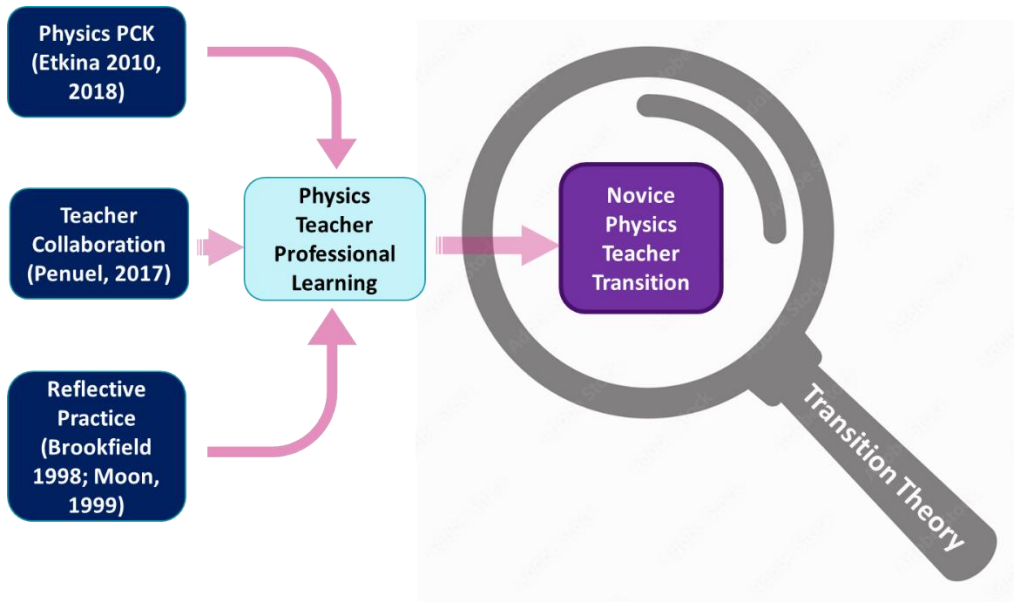 Physics PCK
(Etkina 2010,
2018)
Teacher
Collaboration
(Penuel, 2017)
Reflective
Practice
(Brookfield
1998; Moon,
1999)
Physics
Teacher
Professional
Learning
Novice
Physics
Teacher
Transition
Transition Theory